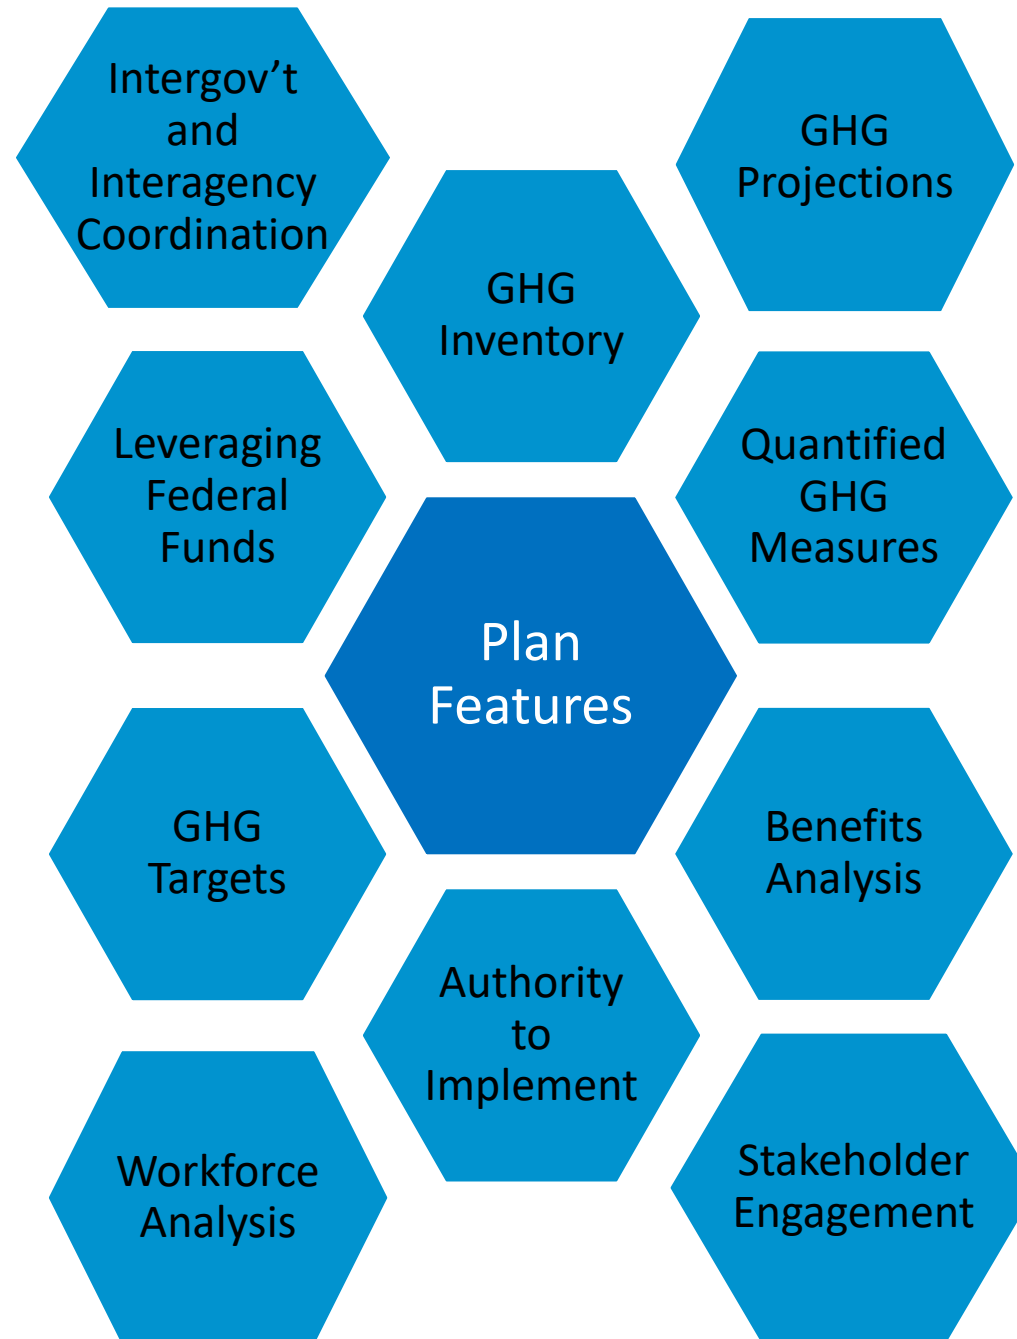 Intergov’t
and
Interagency
Coordination
GHG
Projections
GHG
Inventory
Leveraging
Federal
Funds
Quantified
GHG
Measures
Plan
Features
GHG
Targets
Benefits
Analysis
Authority
to
Implement
Workforce
Analysis
Stakeholder
Engagement